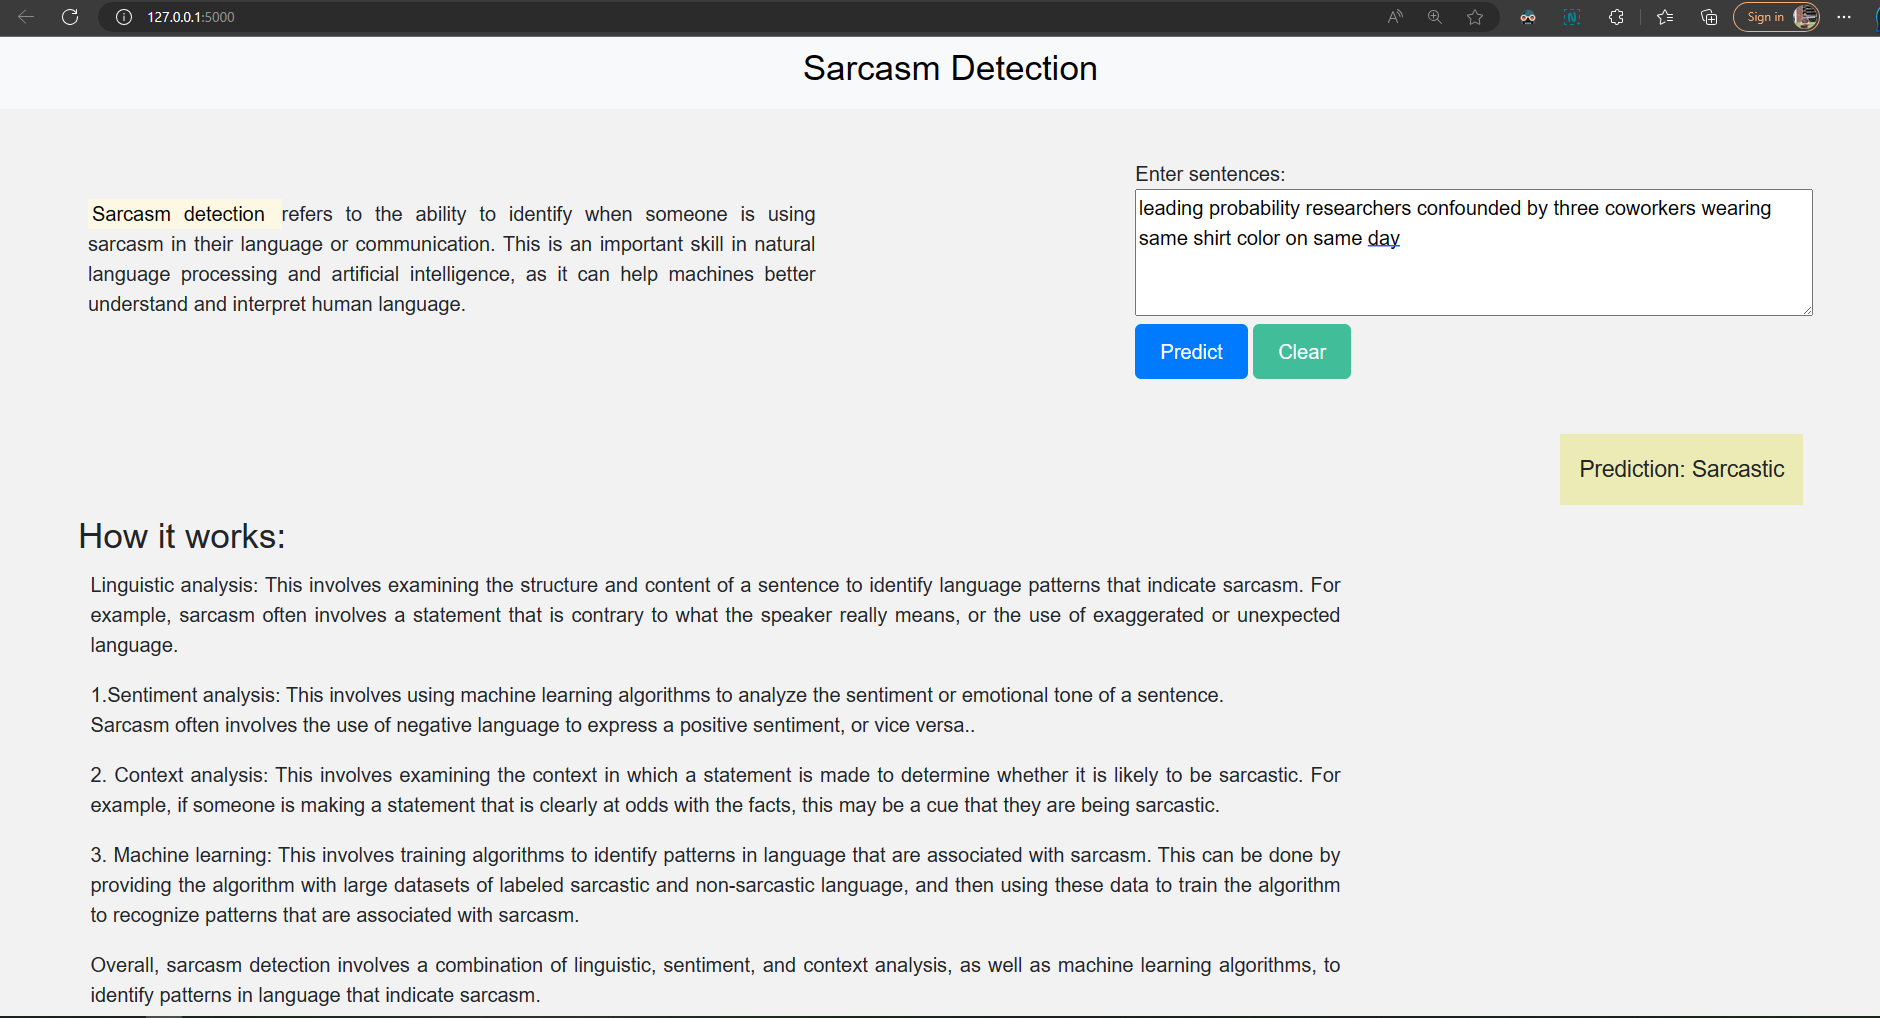 127.0.0.1:5000
Sign in
Sarcasm Detection
Sarcasm detection refers to the ability to identify when someone is using
sarcasm in their language or communication. This is an important skill in natural
language processing and artificial intelligence, as it can help machines better
understand and interpret human language.
Enter sentences:
leading probability researchers confounded by three coworkers wearing
same shirt color on same day
Predict
Clear
Prediction: Sarcastic
How it works:
Linguistic analysis: This involves examining the structure and content of a sentence to identify language patterns that indicate sarcasm. For
example, sarcasm often involves a statement that is contrary to what the speaker really means, or the use of exaggerated or unexpected
language.
1.Sentiment analysis: This involves using machine learning algorithms to analyze the sentiment or emotional tone of a sentence.
Sarcasm often involves the use of negative language to express a positive sentiment, or vice versa..
2. Context analysis: This involves examining the context in which a statement is made to determine whether it is likely to be sarcastic. For
example, if someone is making a statement that is clearly at odds with the facts, this may be a cue that they are being sarcastic.
3. Machine learning: This involves training algorithms to identify patterns in language that are associated with sarcasm. This can be done by
providing the algorithm with large datasets of labeled sarcastic and non-sarcastic language, and then using these data to train the algorithm
to recognize patterns that are associated with sarcasm.
Overall, sarcasm detection involves a combination of linguistic, sentiment, and context analysis, as well as machine learning algorithms, to
identify patterns in language that indicate sarcasm.